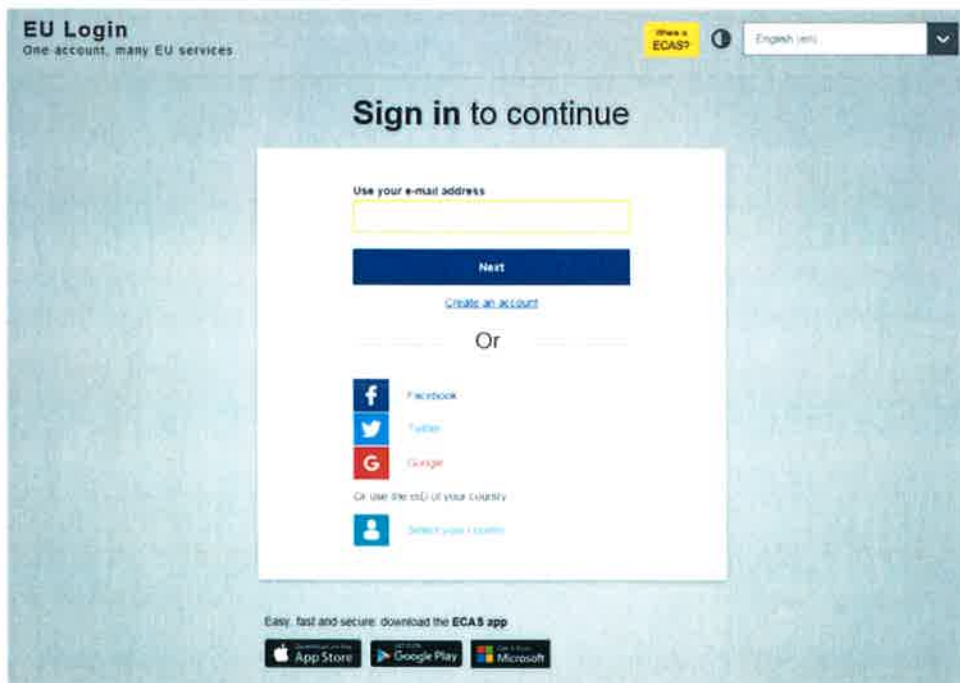 EU Login
One account, many EU services
Where is
ECAS?
English (en)
Sign in to continue
Use your e-mail address
Next
Create an account
Or
Facebook
Twitter
Google
Or use the eID of your country
Select your country
Easy, fast and secure: download the ECAS app
App Store
Google Play
Microsoft